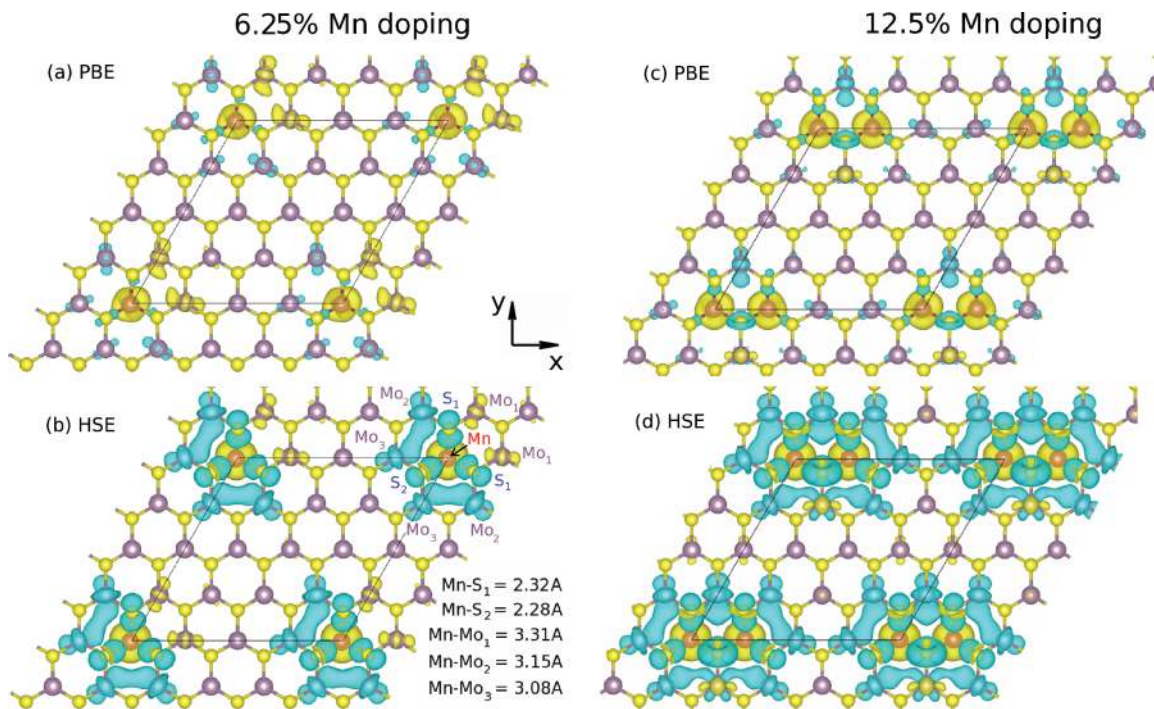 6.25% Mn doping
12.5% Mn doping
(a) PBE
(c) PBE
y
x
(b) HSE
Mo2
S1
Mo1
Mo3
Mn
Mo1
S2
S1
Mo3
Mo2
Mn-S1 = 2.32A
Mn-S2 = 2.28A
Mn-Mo1 = 3.31A
Mn-Mo2 = 3.15A
Mn-Mo3 = 3.08A
(d) HSE